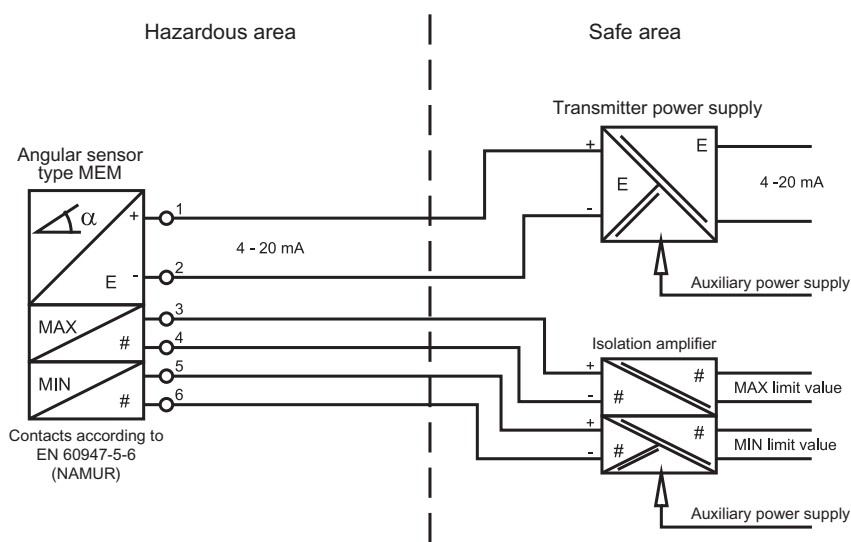 Hazardous area
Safe area
Transmitter power supply
Angular sensor
type MEM
α
+
1
4 - 20 mA
E
-
2
+
-
E
E
4 -20 mA
Auxiliary power supply
MAX
#
3
4
MIN
#
5
6
Contacts according to
EN 60947-5-6
(NAMUR)
Isolation amplifier
+
-
#
#
MAX limit value
+
-
#
#
MIN limit value
Auxiliary power supply